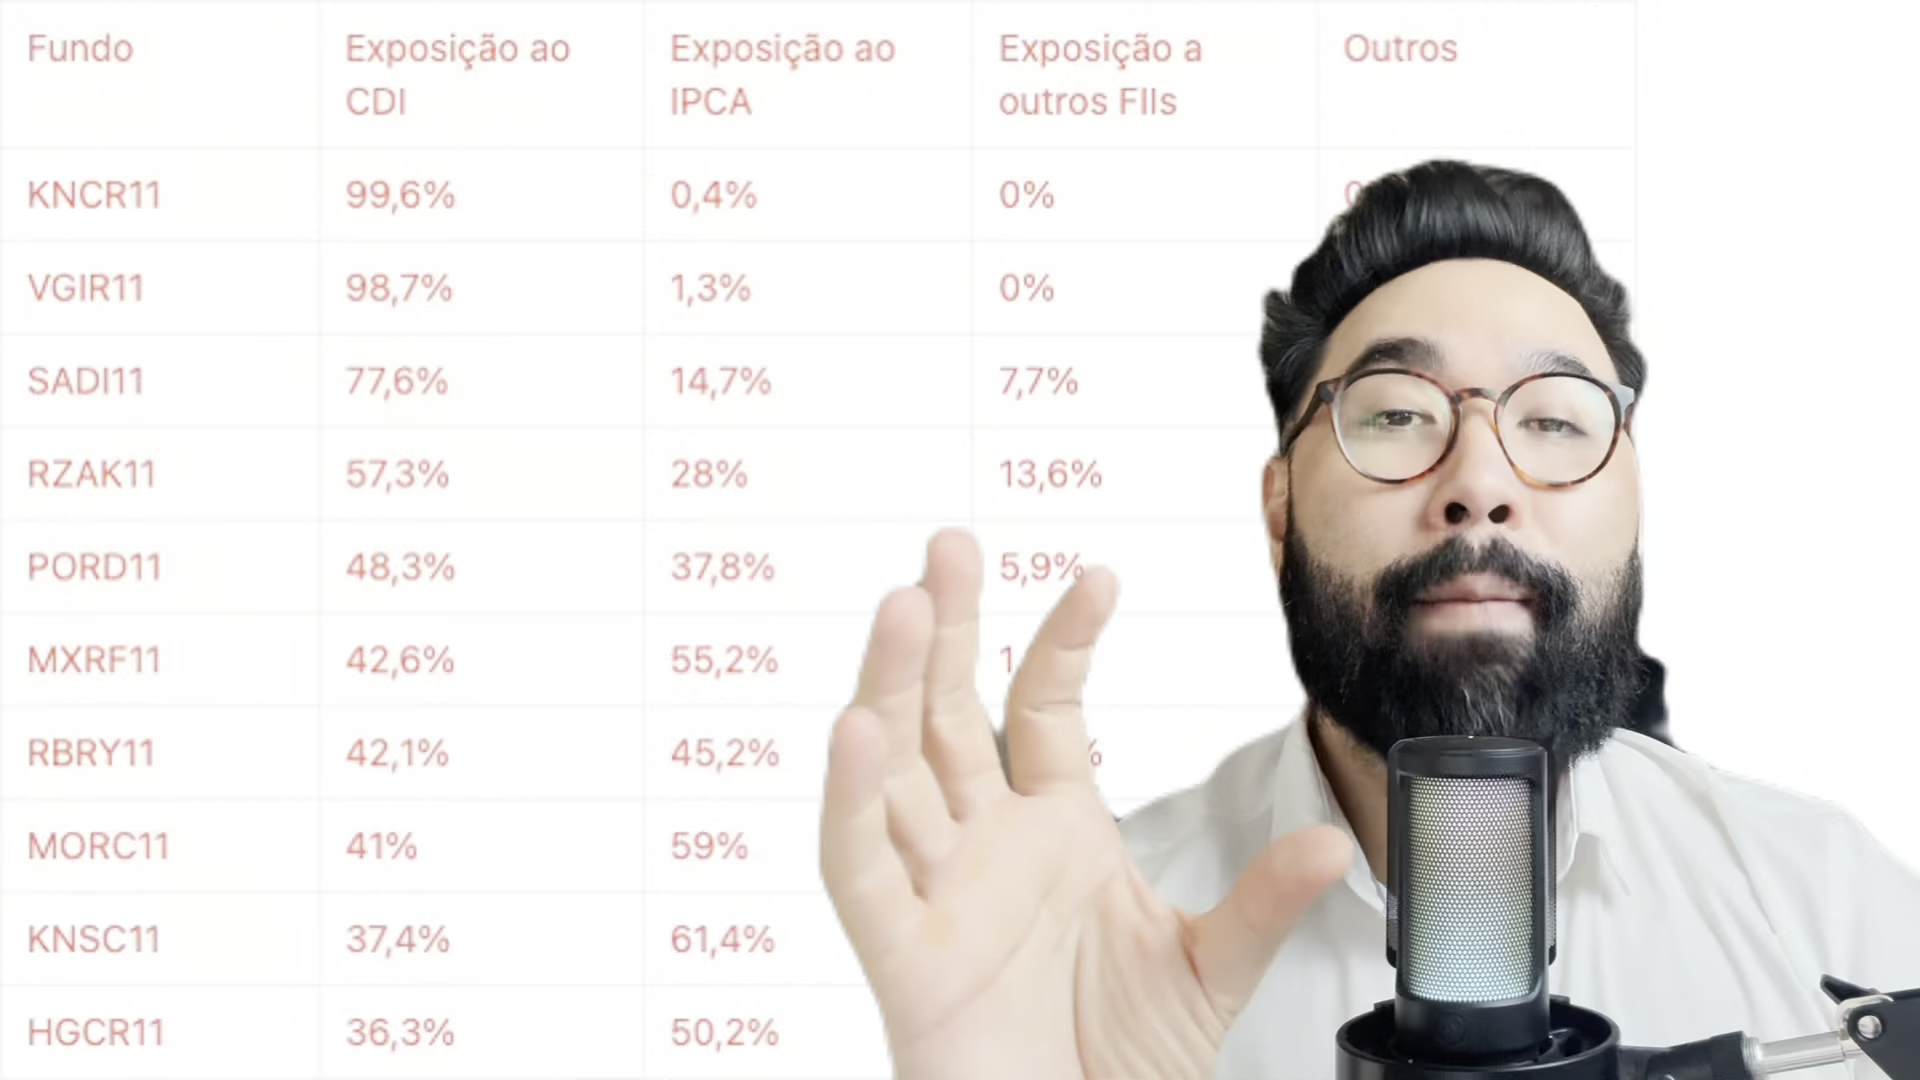 Fundo Exposição ao CDI Exposição ao IPCA Exposição a outros FIIs Outros
KNCR11 99,6% 0,4% 0%
VGIR11 98,7% 1,3% 0%
SADI11 77,6% 14,7% 7,7%
RZAK11 57,3% 28% 13,6%
PORD11 48,3% 37,8% 5,9%
MXRF11 42,6% 55,2%
RBRY11 42,1% 45,2%
MORC11 41% 59%
KNSC11 37,4% 61,4%
HGCR11 36,3% 50,2%